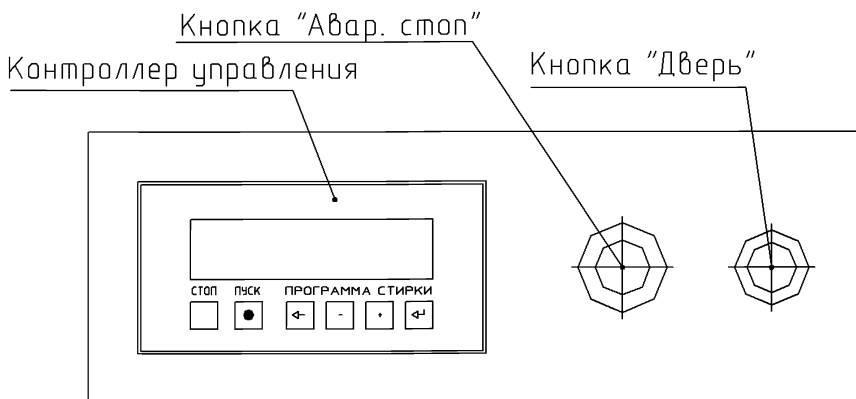 Кнопка "Авар. стоп"
Контроллер управления
Кнопка "Дверь"
СТОП ПУСК ПРОГРАММА СТИРКИ
- +